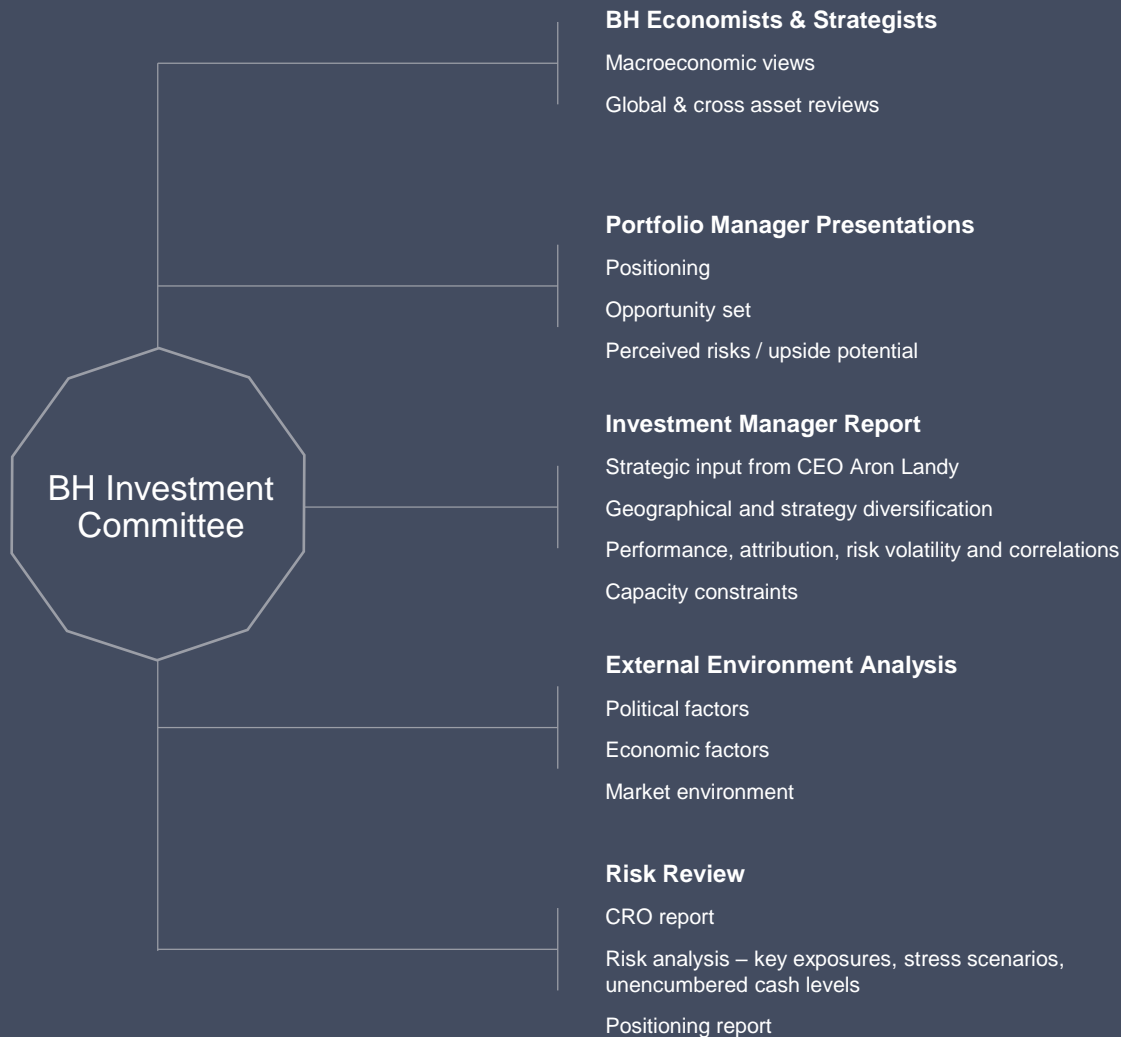 BH Economists & Strategists
Macroeconomic views
Global & cross asset reviews
Portfolio Manager Presentations
Positioning
Opportunity set
Perceived risks / upside potential
BH Investment
Committee
Investment Manager Report
Strategic input from CEO Aron Landy
Geographical and strategy diversification
Performance, attribution, risk volatility and correlations
Capacity constraints
External Environment Analysis
Political factors
Economic factors
Market environment
Risk Review
CRO report
Risk analysis – key exposures, stress scenarios,
unencumbered cash levels
Positioning report